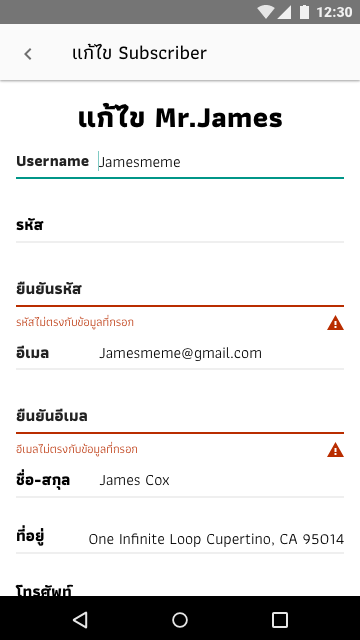 12:30
แก้ไข Subscriber
แก้ไข Mr.James
Username Jamesmeme
รหัส
ยืนยันรหัส
รหัสไม่ตรงกับข้อมูลที่กรอก
อีเมล Jamesmeme@gmail.com
ยืนยันอีเมล
อีเมลไม่ตรงกับข้อมูลที่กรอก
ชื่อ-สกุล James Cox
ที่อยู่ One Infinite Loop Cupertino, CA 95014
โทรศัพท์